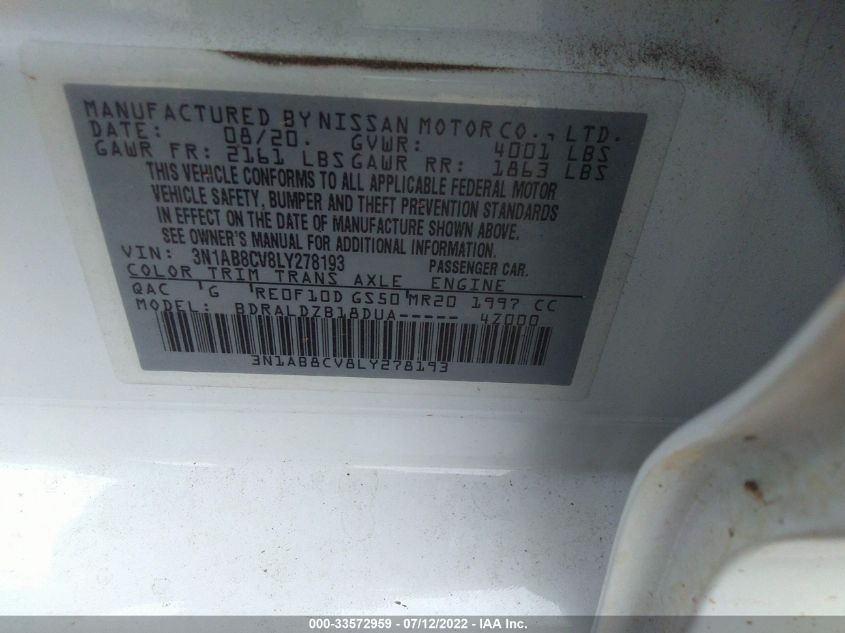 MANUFACTURED BY NISSAN MOTOR CO., LTD.
DATE: 08/20. GVWR: 4001 LBS
GAWR FR: 2161 LBS GAWR RR: 1863 LBS
THIS VEHICLE CONFORMS TO ALL APPLICABLE FEDERAL MOTOR
VEHICLE SAFETY, BUMPER AND THEFT PREVENTION STANDARDS
IN EFFECT ON THE DATE OF MANUFACTURE SHOWN ABOVE.
SEE OWNER'S MANUAL FOR ADDITIONAL INFORMATION.
VIN: 3N1AB8CV8LY278193 PASSENGER CAR.
COLOR TRIM TRANS AXLE ENGINE
QAC G RE0F10D GS50 MR20 1997 CC
MODEL: BDRALDZB18DUA----- 47000
3N1AB8CV8LY278193
000-33572959 - 07/12/2022 - IAA Inc.